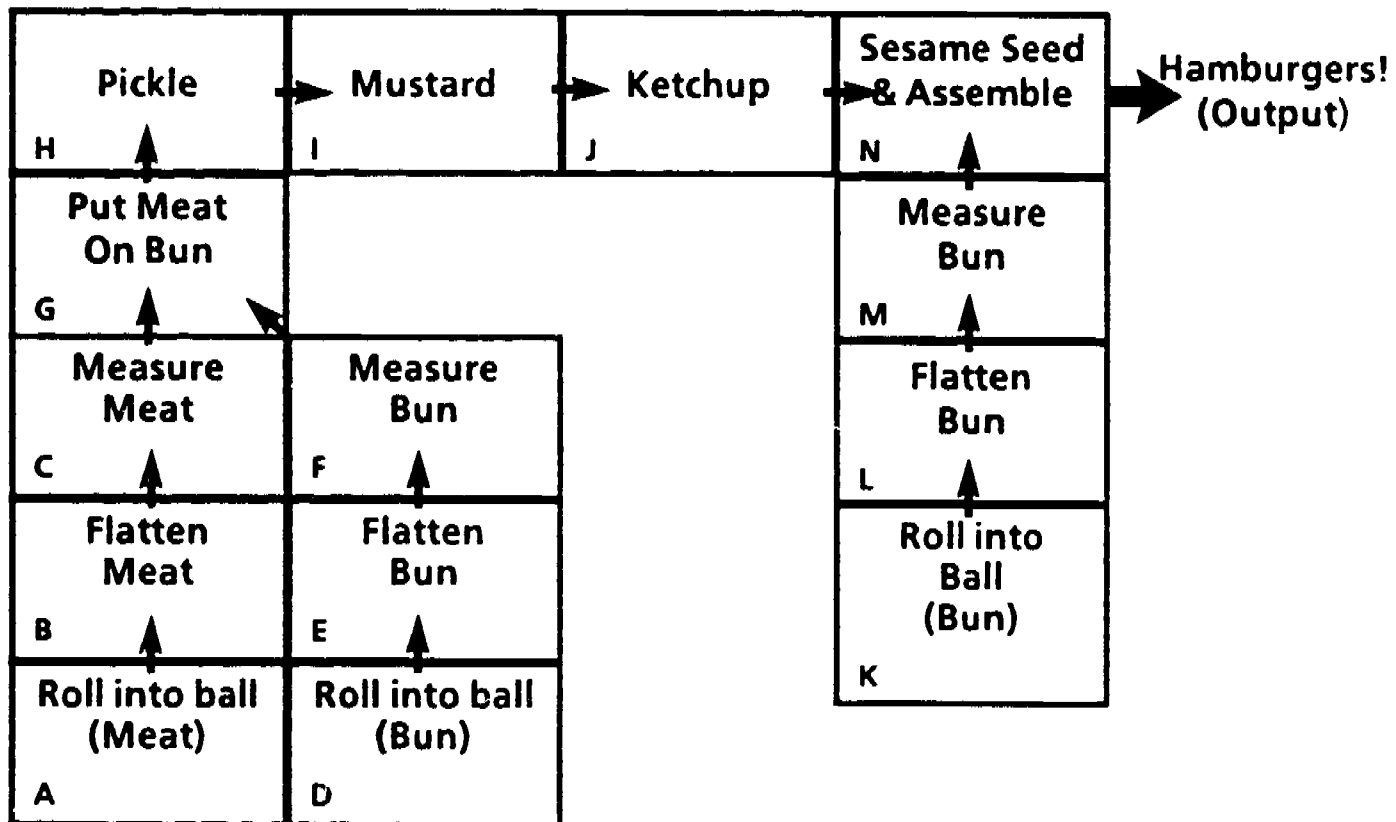 Pickle
H
Mustard
I
Ketchup
J
Sesame Seed
& Assemble
N
Hamburgers!
(Output)
Put Meat
On Bun
G
Measure
Bun
M
Measure
Meat
C
Measure
Bun
F
Flatten
Bun
L
Flatten
Meat
B
Flatten
Bun
E
Roll into
Ball
(Bun)
K
Roll into ball
(Meat)
A
Roll into ball
(Bun)
D